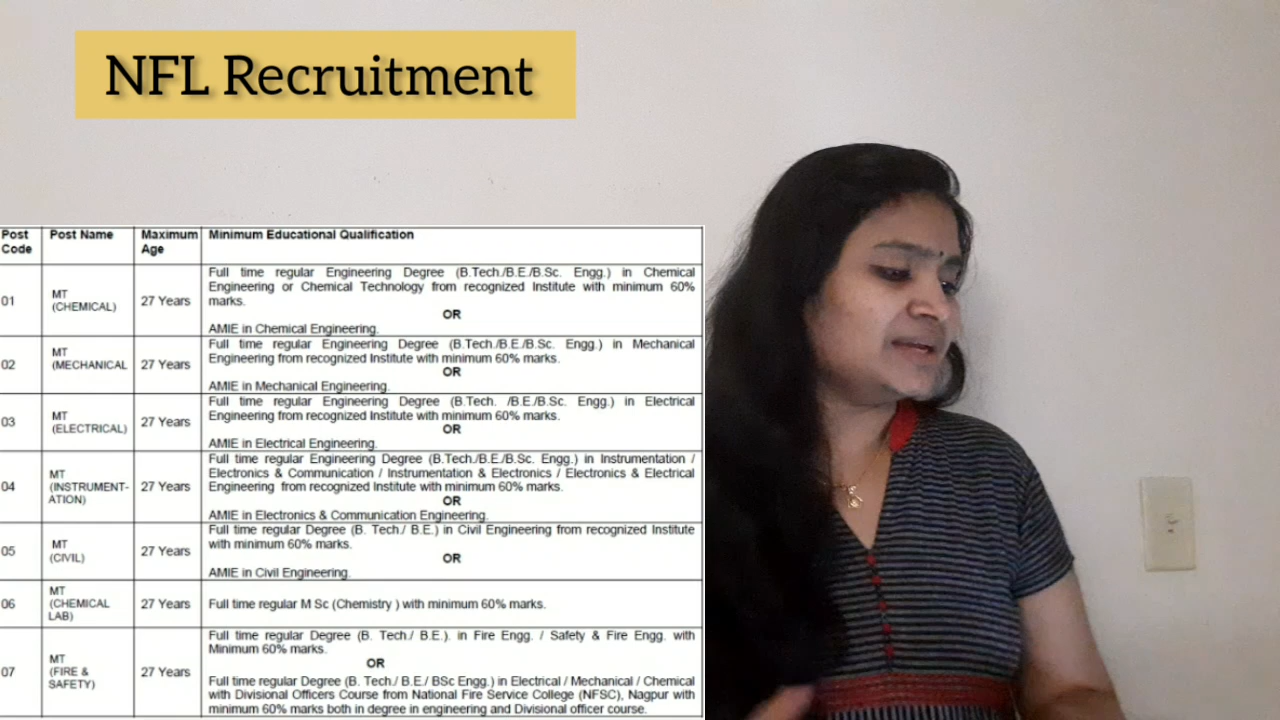 NFL Recruitment
Post Code
Post Name
Maximum Age
Minimum Educational Qualification
01
MT
(CHEMICAL)
27 Years
Full time regular Engineering Degree (B.Tech./B.E./B.Sc. Engg.) in Chemical
Engineering or Chemical Technology from recognized Institute with minimum 60%
marks.
OR
AMIE in Chemical Engineering.
02
MT
(MECHANICAL
27 Years
Full time regular Engineering Degree (B.Tech./B.E./B.Sc. Engg.) in Mechanical
Engineering from recognized Institute with minimum 60% marks.
OR
AMIE in Mechanical Engineering.
03
MT
(ELECTRICAL)
27 Years
Full time regular Engineering Degree (B.Tech. /B.E./B.Sc. Engg.) in Electrical
Engineering from recognized Institute with minimum 60% marks.
OR
AMIE in Electrical Engineering.
04
MT
(INSTRUMENT-
ATION)
27 Years
Full time regular Engineering Degree (B.Tech./B.E./B.Sc. Engg.) in Instrumentation /
Electronics & Communication / Instrumentation & Electronics / Electronics & Electrical
Engineering from recognized Institute with minimum 60% marks.
OR
AMIE in Electronics & Communication Engineering.
05
MT
(CIVIL)
27 Years
Full time regular Degree (B. Tech./ B.E.) in Civil Engineering from recognized Institute
with minimum 60% marks.
OR
AMIE in Civil Engineering.
06
MT
(CHEMICAL
LAB)
27 Years
Full time regular M Sc (Chemistry ) with minimum 60% marks.
07
MT
(FIRE &
SAFETY)
27 Years
Full time regular Degree (B. Tech./ B.E.). in Fire Engg. / Safety & Fire Engg. with
Minimum 60% marks.
OR
Full time regular Degree (B. Tech./ B.E./ BSc Engg.) in Electrical / Mechanical / Chemical
with Divisional Officers Course from National Fire Service College (NFSC), Nagpur with
minimum 60% marks both in degree in engineering and Divisional officer course.